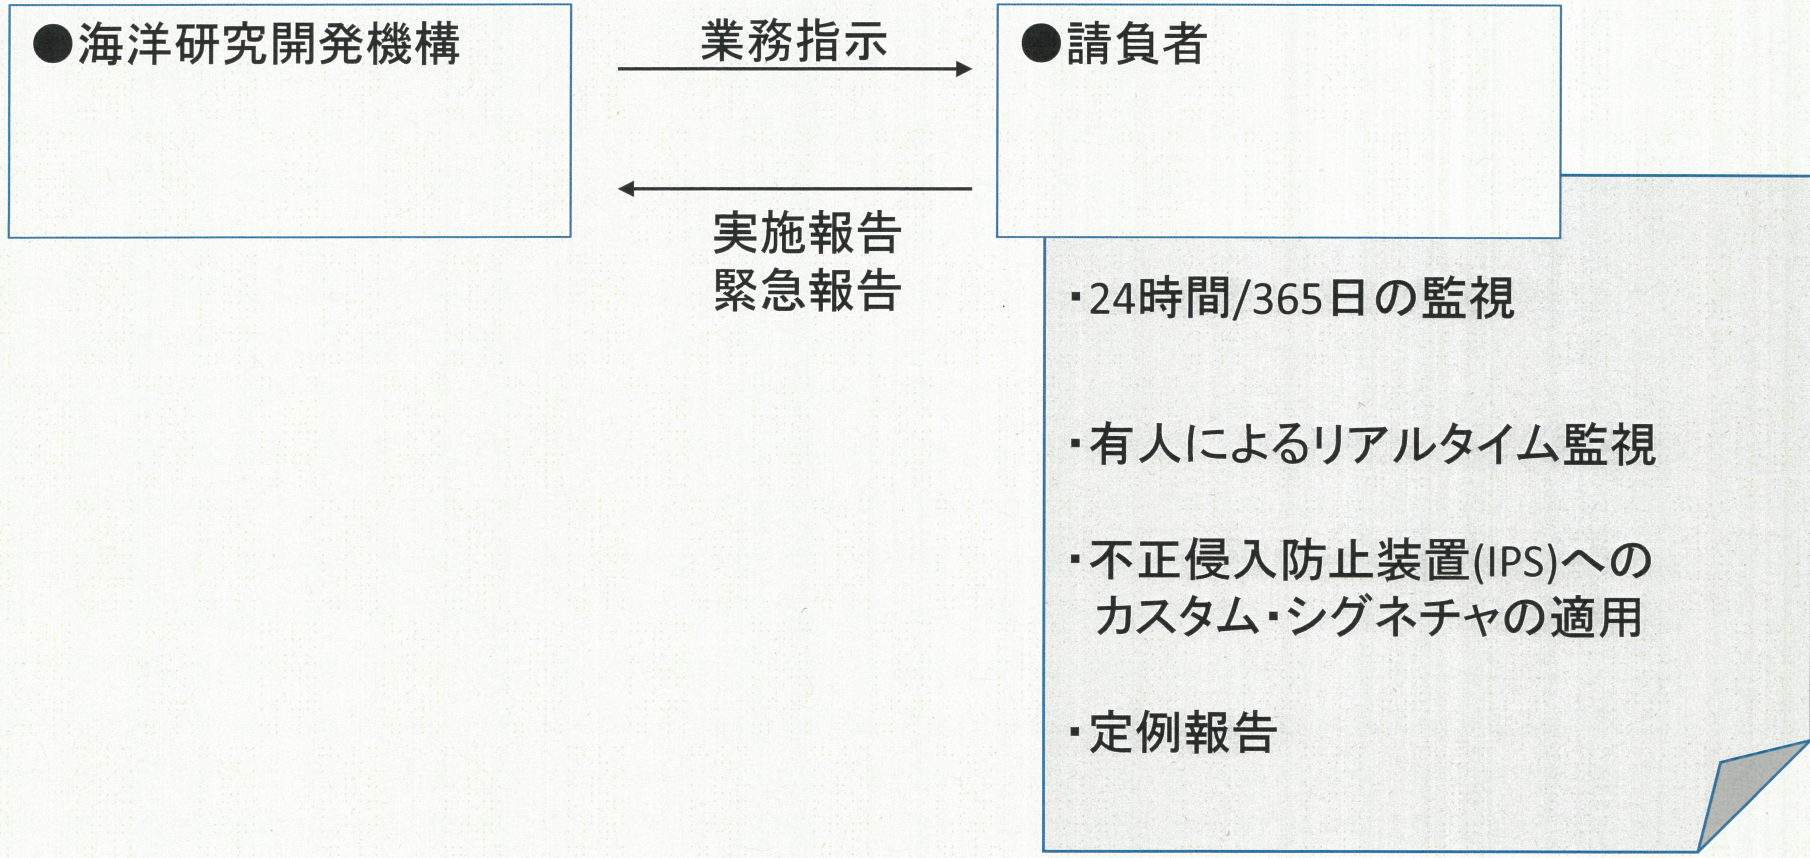 ●海洋研究開発機構
業務指示
●請負者
実施報告
緊急報告
・24時間/365日の監視
・有人によるリアルタイム監視
・不正侵入防止装置(IPS)への
カスタム・シグネチャの適用
・定例報告